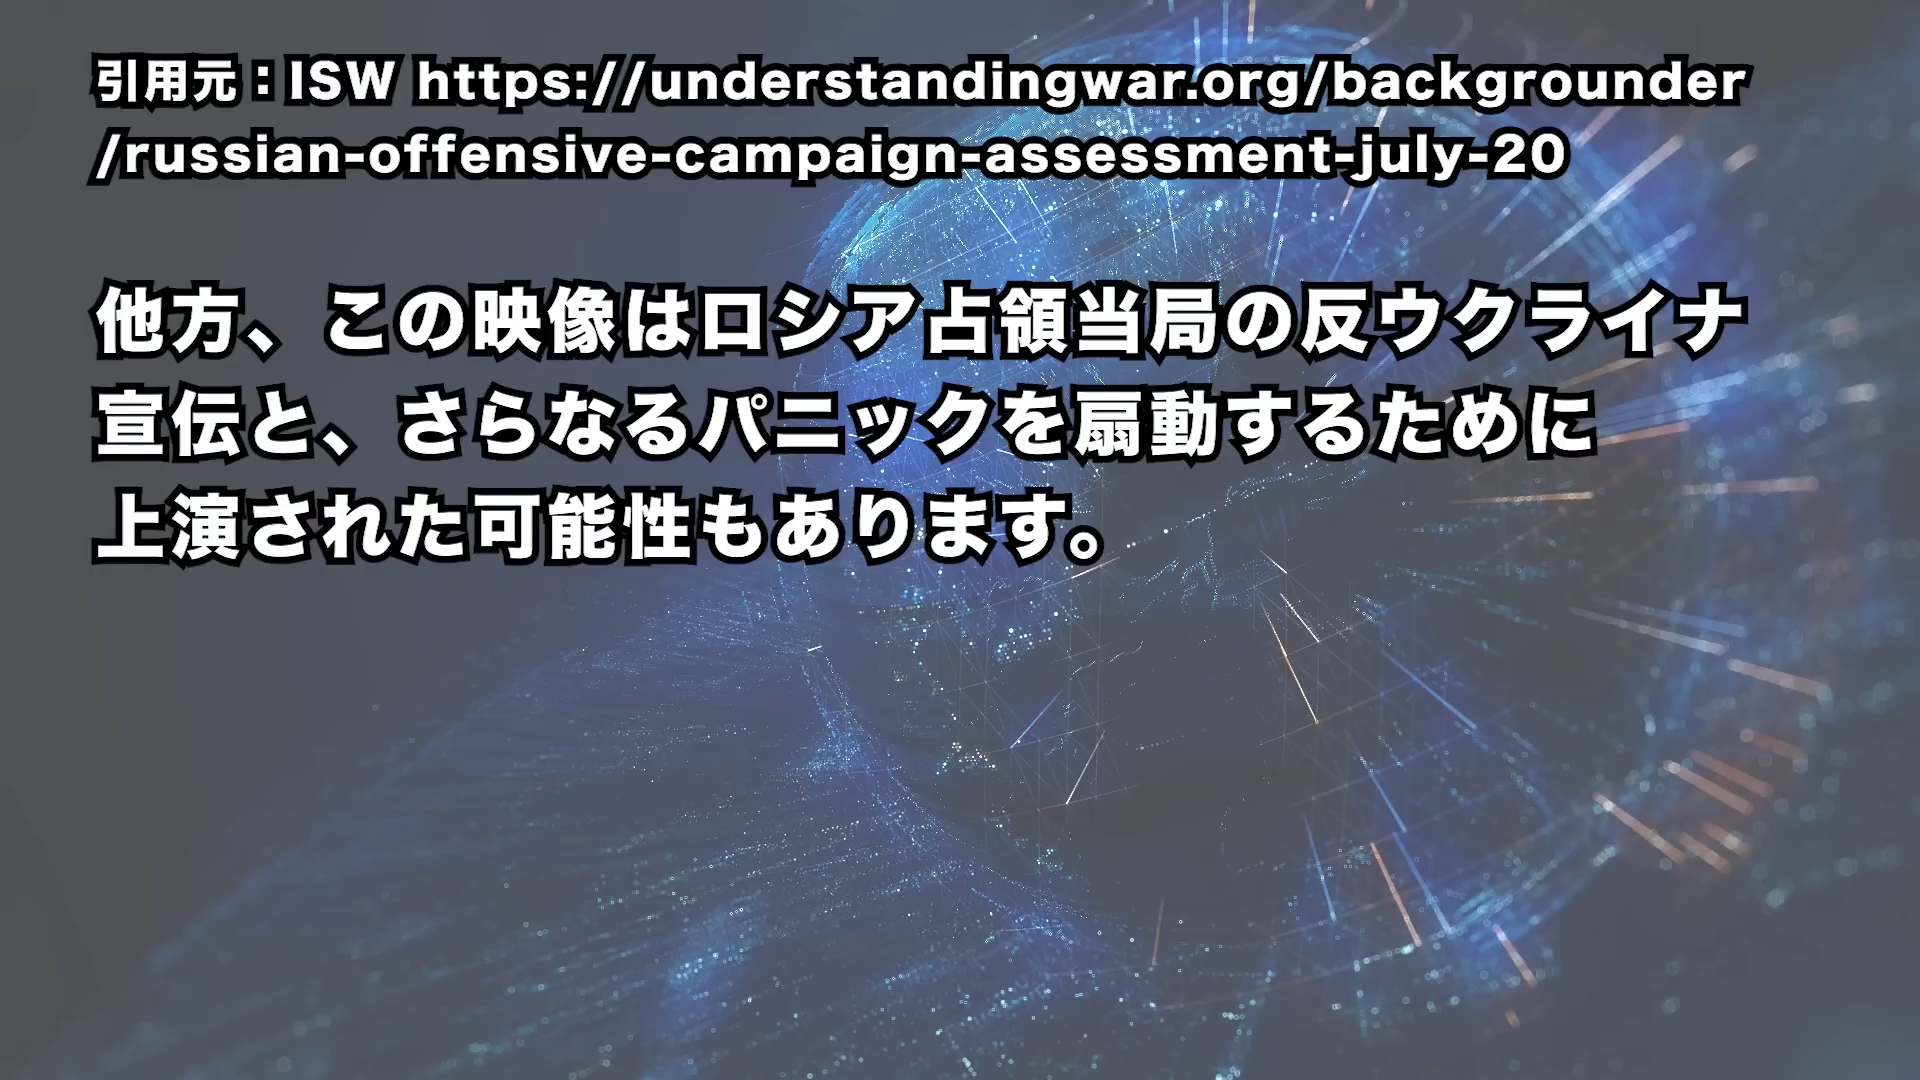 引用元：ISW https://understandingwar.org/backgrounder
/russian-offensive-campaign-assessment-july-20
他方、この映像はロシア占領当局の反ウクライナ
宣伝と、さらなるパニックを扇動するために
上演された可能性もあります。